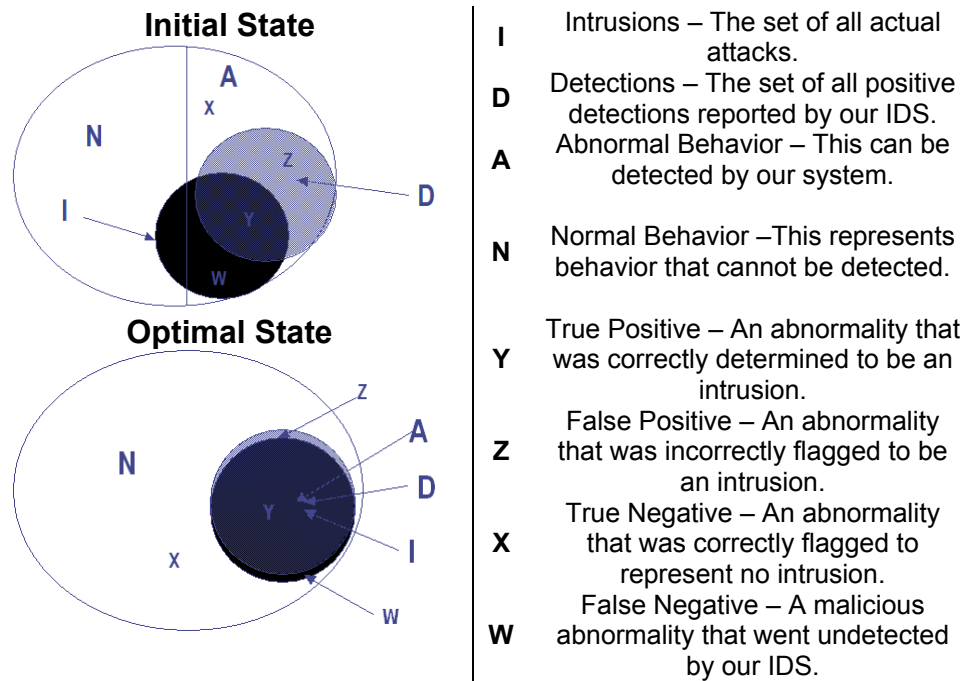 Initial State
A
X
N
Z
D
I
Y
W
Optimal State
Z
A
N
D
Y
I
X
W
I
Intrusions – The set of all actual
attacks.
D
Detections – The set of all positive
detections reported by our IDS.
A
Abnormal Behavior – This can be
detected by our system.
N
Normal Behavior –This represents
behavior that cannot be detected.
Y
True Positive – An abnormality that
was correctly determined to be an
intrusion.
Z
False Positive – An abnormality
that was incorrectly flagged to be
an intrusion.
X
True Negative – An abnormality
that was correctly flagged to
represent no intrusion.
W
False Negative – A malicious
abnormality that went undetected
by our IDS.